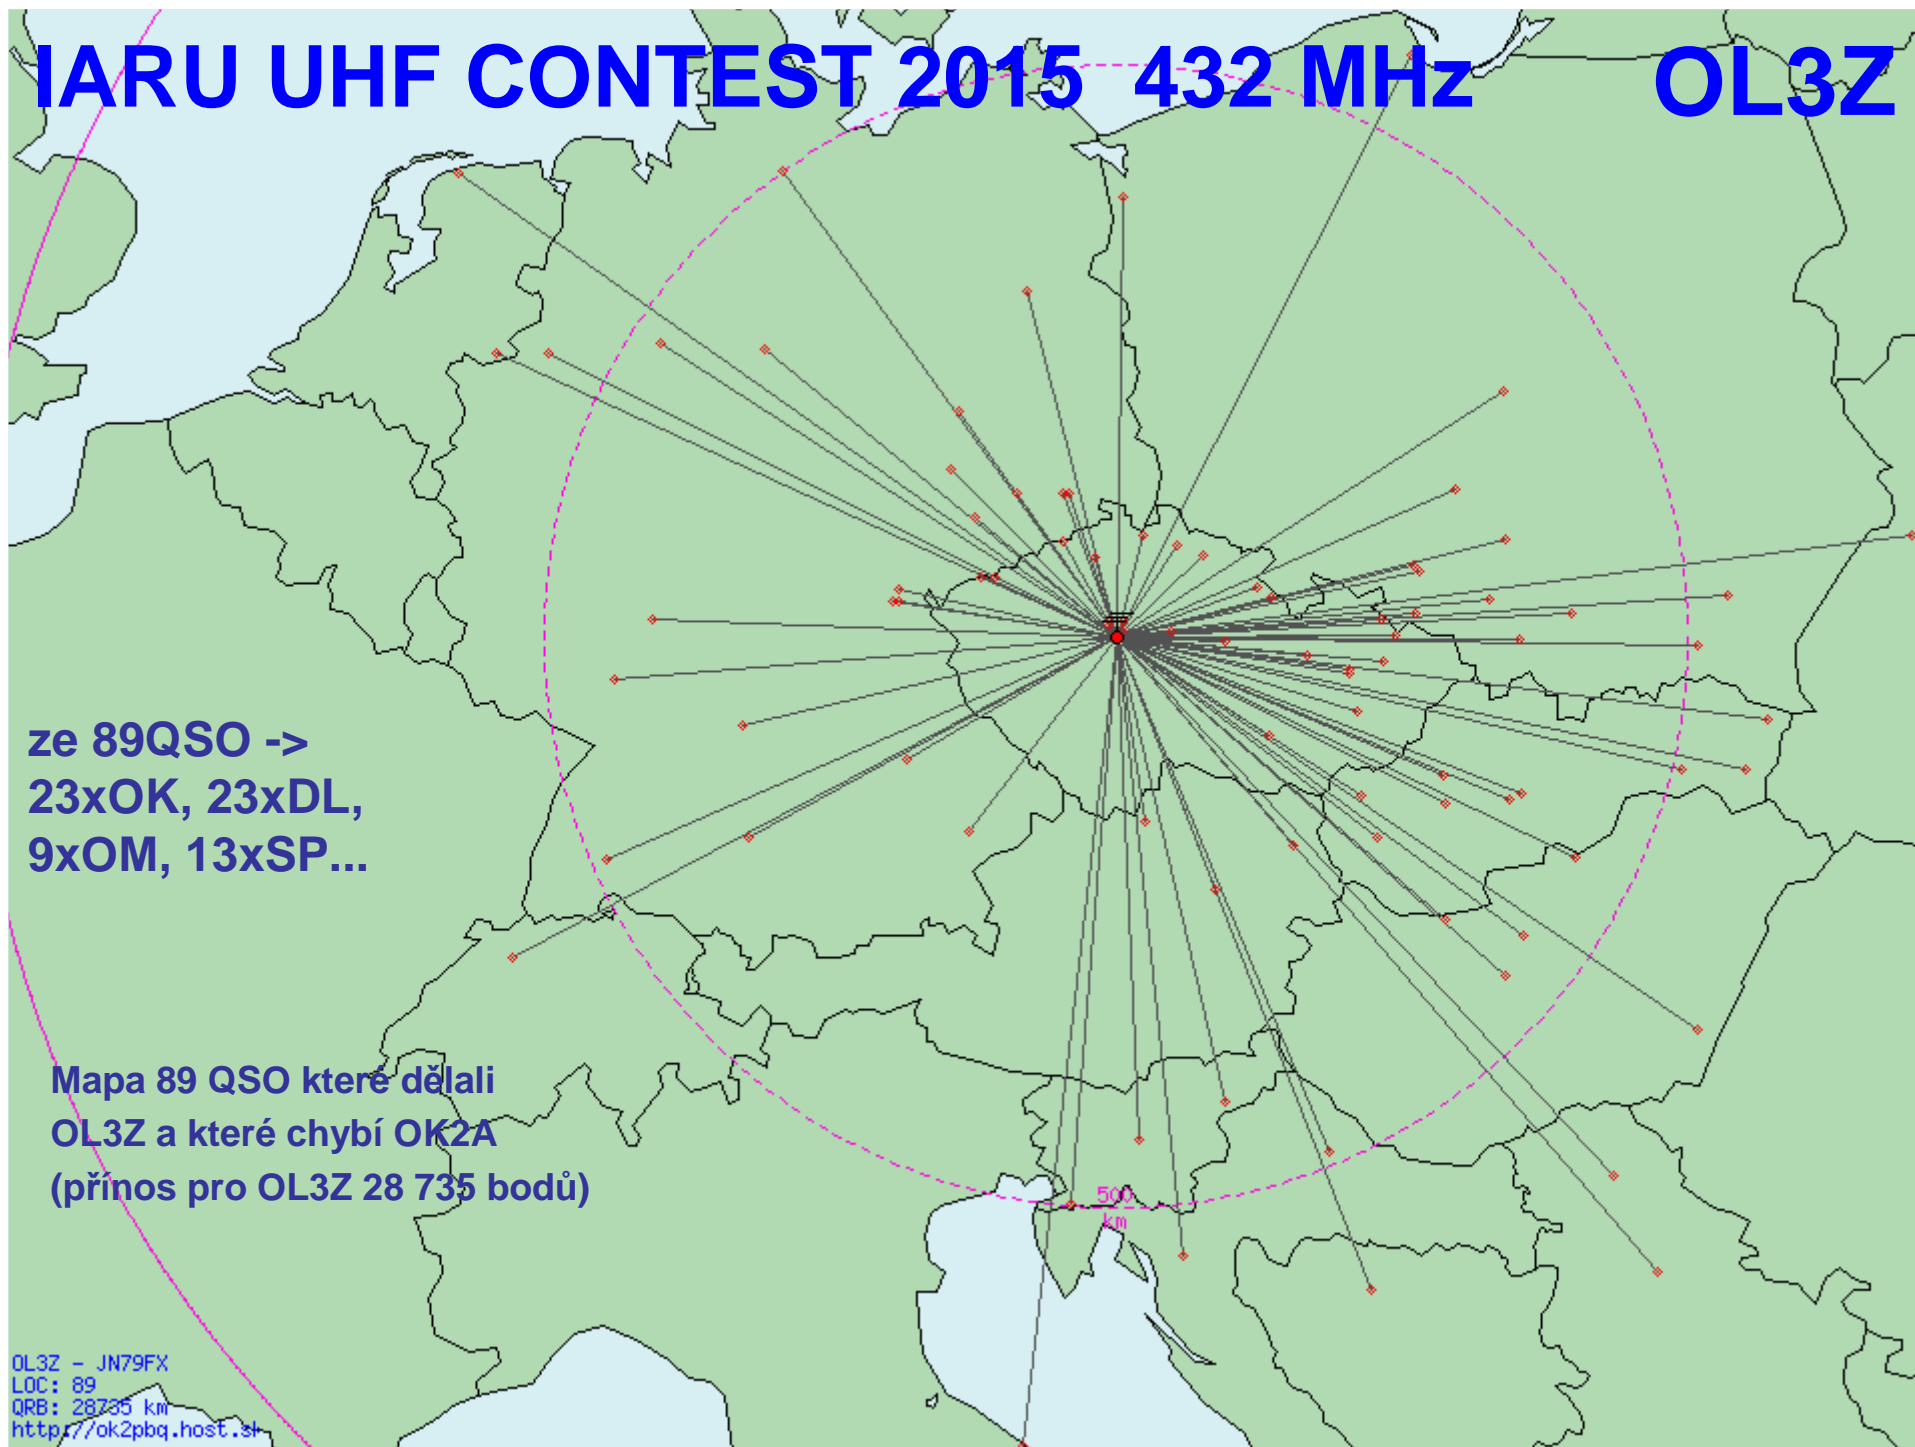 IARU UHF CONTEST 2015  432 MHz OL3Z
ze 89QSO ->
23xOK, 23xDL,
9xOM, 13xSP...
Mapa 89 QSO které dělali
OL3Z a které chybí OK2A
(přínos pro OL3Z 28 735 bodů)
500
km
OL3Z - JN79FX
LOC: 89
QRB: 28735 km
http://ok2pbq.host.sk